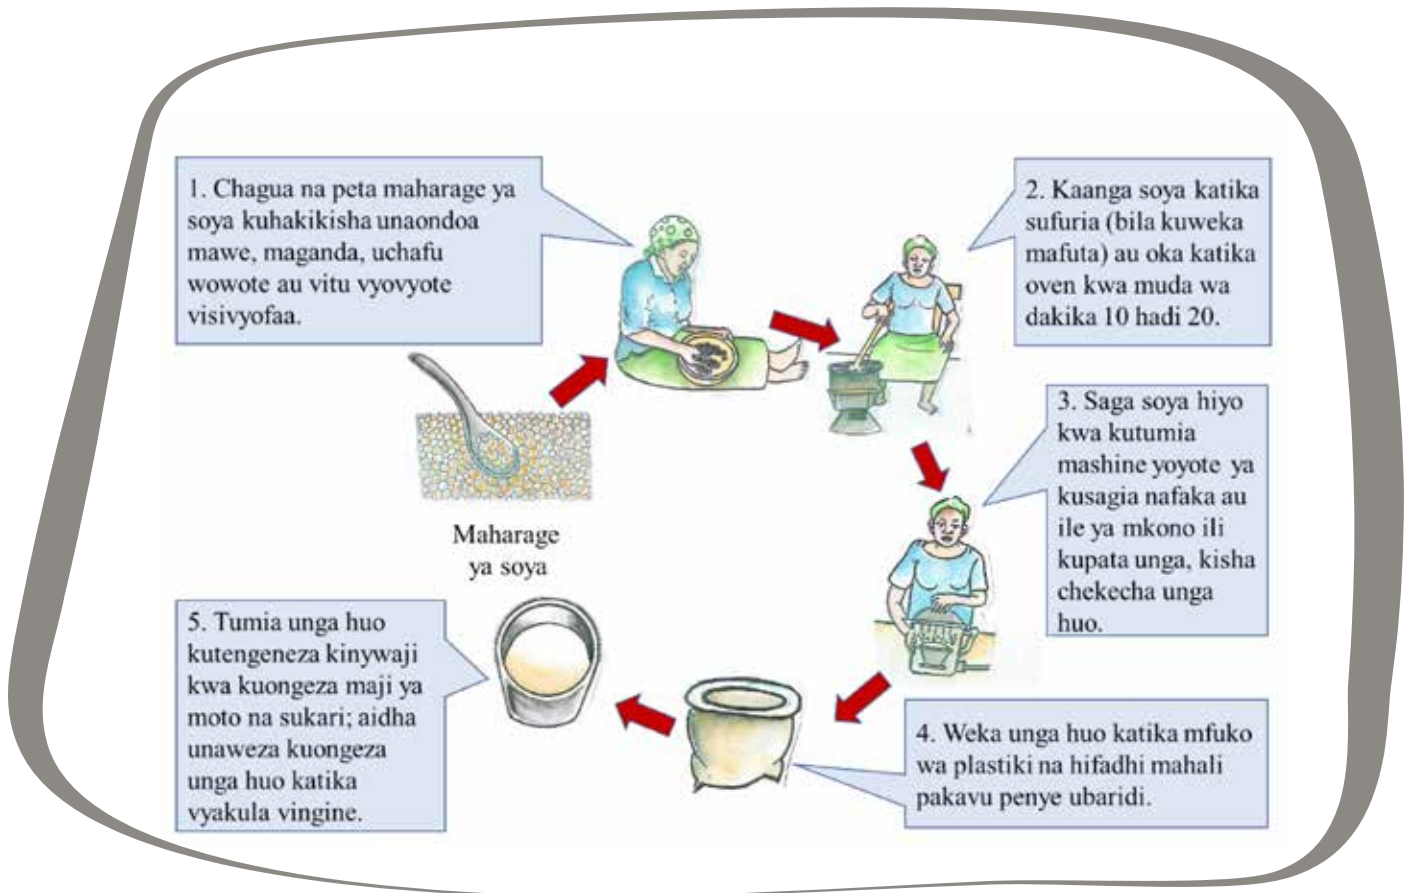 1. Chagua na peta maharage ya
soya kuhakikisha unaondoa
mawe, maganda, uchafu
wowote au vitu vyovyote
visivyofaa.
2. Kaanga soya katika
sufuria (bila kuweka
mafuta) au oka katika
oven kwa muda wa
dakika 10 hadi 20.
3. Saga soya hiyo
kwa kutumia
mashine yoyote ya
kusagia nafaka au
ile ya mkono ili
kupata unga, kisha
chekecha unga
huo.
Maharage
ya soya
4. Weka unga huo katika mfuko
wa plastiki na hifadhi mahali
pakavu penye ubaridi.
5. Tumia unga huo
kutengeneza kinywaji
kwa kuongeza maji ya
moto na sukari; aidha
unaweza kuongeza
unga huo katika
vyakula vingine.